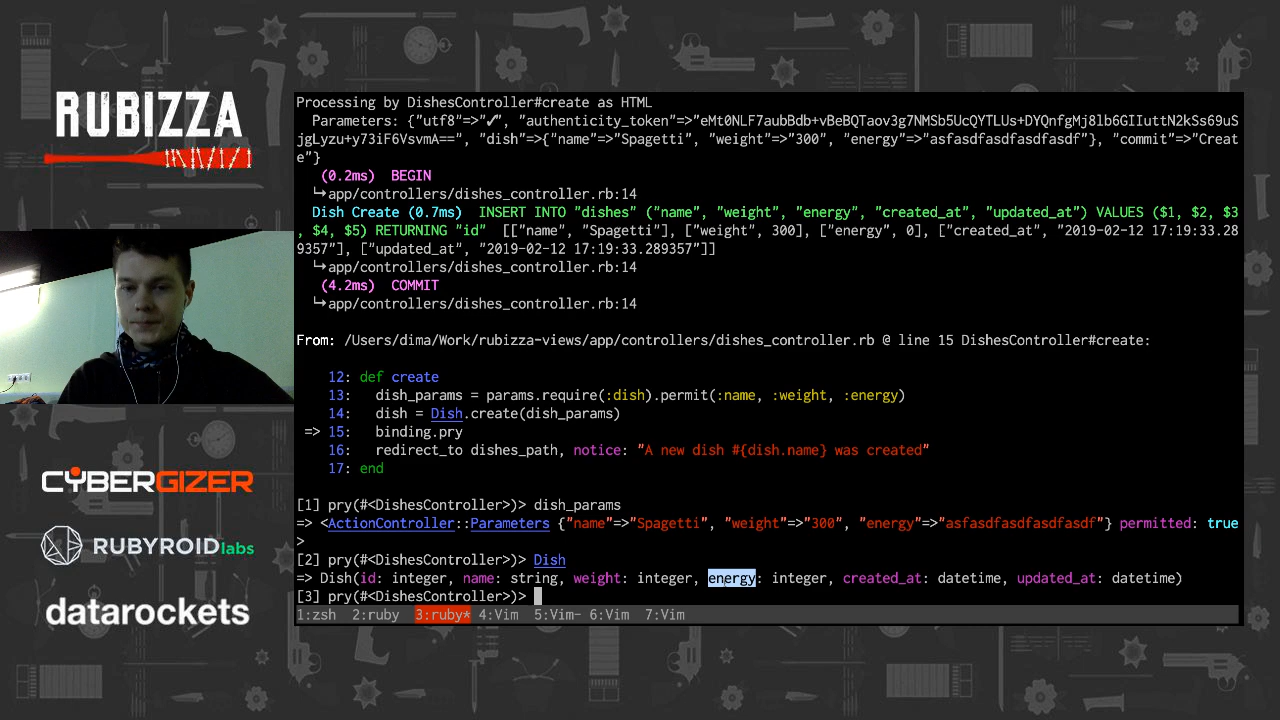 RUBIZZA
CYBERGIZER
RUBYROID labs
datarockets
Processing by DishesController#create as HTML
  Parameters: {"utf8"=>"✓", "authenticity_token"=>"eMt0NLF7aubBdb+vBeBQTaov3g7NMSb5UcQYTLUs+DYQnfgMj8lb6GIIuttN2kSs69uS
jgLyzu+y73iF6VsvmA==", "dish"=>{"name"=>"Spagetti", "weight"=>"300", "energy"=>"asfasdfasdfasdfasdf"}, "commit"=>"Creat
e"}
   (0.2ms)  BEGIN
  ↳ app/controllers/dishes_controller.rb:14
  Dish Create (0.7ms)  INSERT INTO "dishes" ("name", "weight", "energy", "created_at", "updated_at") VALUES ($1, $2, $3
, $4, $5) RETURNING "id"  [["name", "Spagetti"], ["weight", 300], ["energy", 0], ["created_at", "2019-02-12 17:19:33.28
9357"], ["updated_at", "2019-02-12 17:19:33.289357"]]
  ↳ app/controllers/dishes_controller.rb:14
   (4.2ms)  COMMIT
  ↳ app/controllers/dishes_controller.rb:14
From: /Users/dima/Work/rubizza-views/app/controllers/dishes_controller.rb @ line 15 DishesController#create:
    12: def create
    13:   dish_params = params.require(:dish).permit(:name, :weight, :energy)
    14:   dish = Dish.create(dish_params)
 => 15:   binding.pry
    16:   redirect_to dishes_path, notice: "A new dish #{dish.name} was created"
    17: end
[1] pry(#<DishesController>)> dish_params
=> <ActionController::Parameters {"name"=>"Spagetti", "weight"=>"300", "energy"=>"asfasdfasdfasdfasdf"} permitted: true
>
[2] pry(#<DishesController>)> Dish
=> Dish(id: integer, name: string, weight: integer, energy: integer, created_at: datetime, updated_at: datetime)
[3] pry(#<DishesController>)>
1:zsh  2:ruby  3:ruby* 4:Vim  5:Vim- 6:Vim  7:Vim